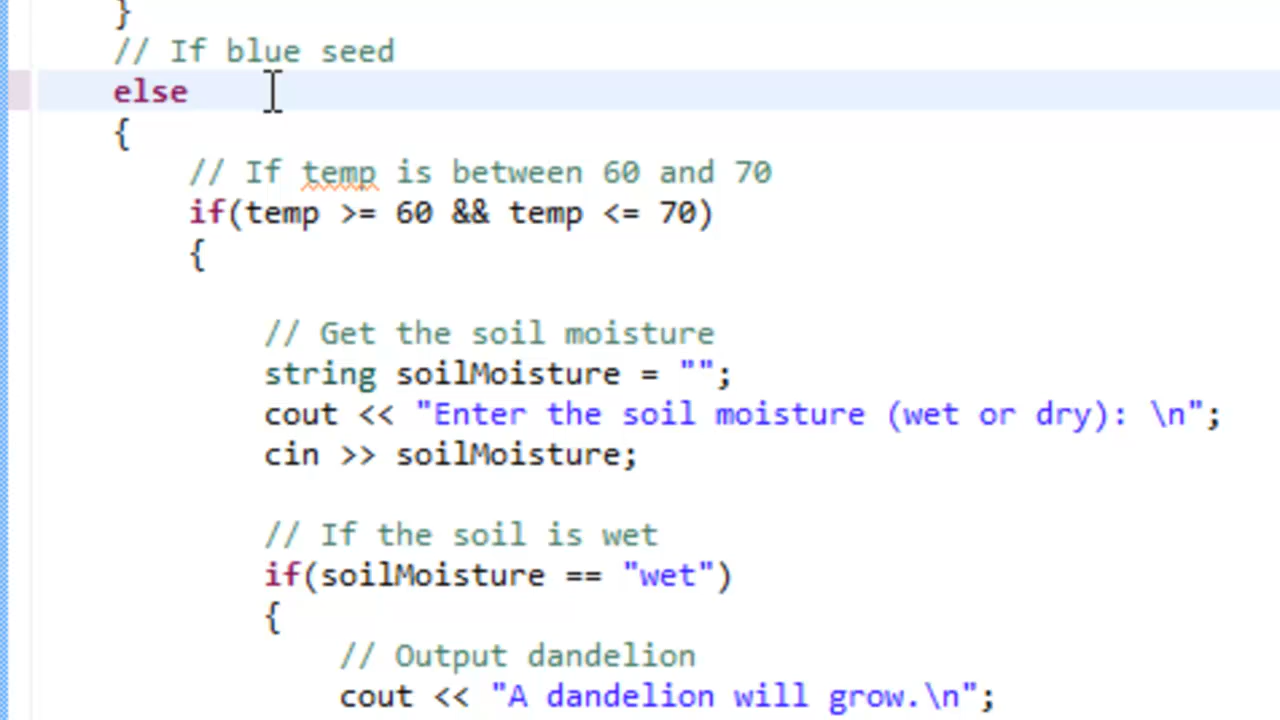 }
// If blue seed
else
{
// If temp is between 60 and 70
if(temp >= 60 && temp <= 70)
{
// Get the soil moisture
string soilMoisture = "";
cout << "Enter the soil moisture (wet or dry): \n";
cin >> soilMoisture;
// If the soil is wet
if(soilMoisture == "wet")
{
// Output dandelion
cout << "A dandelion will grow.\n";